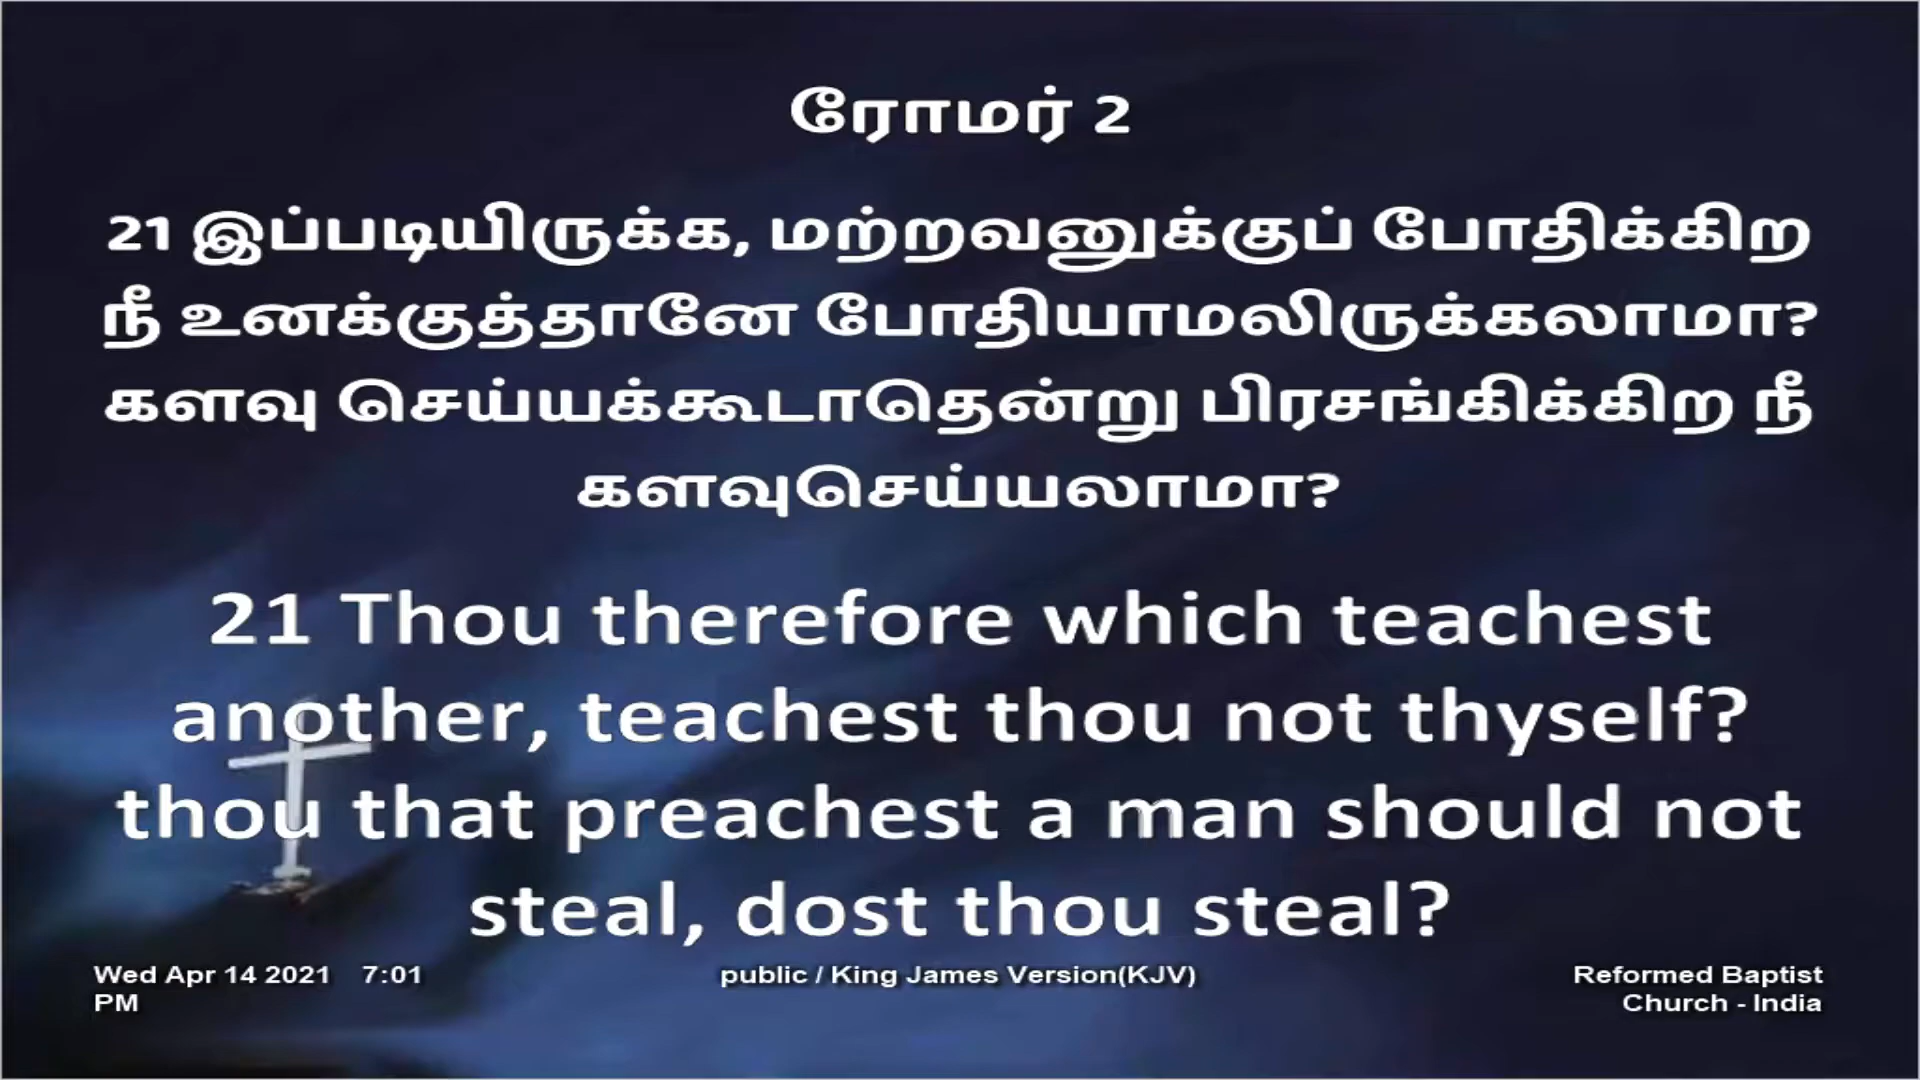 ரோமர் 2
21 இப்படியிருக்க, மற்றவனுக்குப் போதிக்கிற
நீ உனக்குத்தானே போதியாமலிருக்கலாமா?
களவு செய்யக்கூடாதென்று பிரசங்கிக்கிற நீ
களவுசெய்யலாமா?
21 Thou therefore which teachest
another, teachest thou not thyself?
thou that preachest a man should not
steal, dost thou steal?
Wed Apr 14 2021 7:01
PM
public / King James Version(KJV)
Reformed Baptist
Church - India